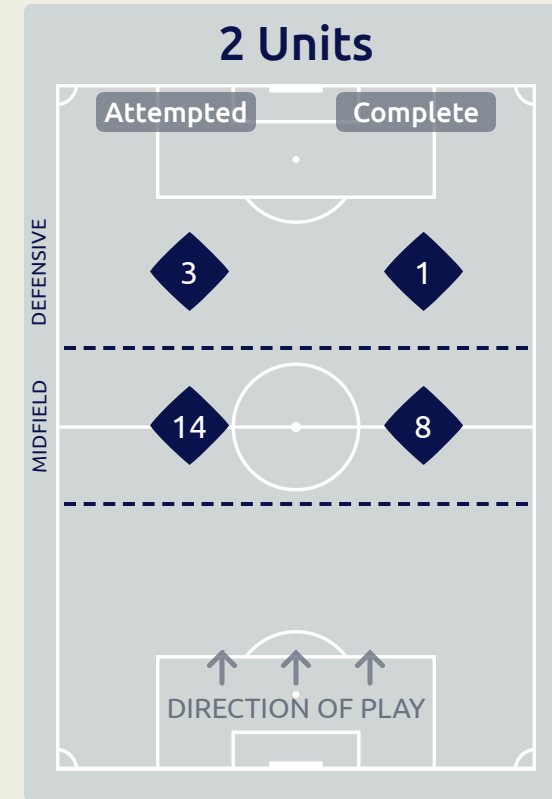 2 Units
Attempted Complete
DEFENSIVE
3 1
MIDFIELD
14 8
DIRECTION OF PLAY